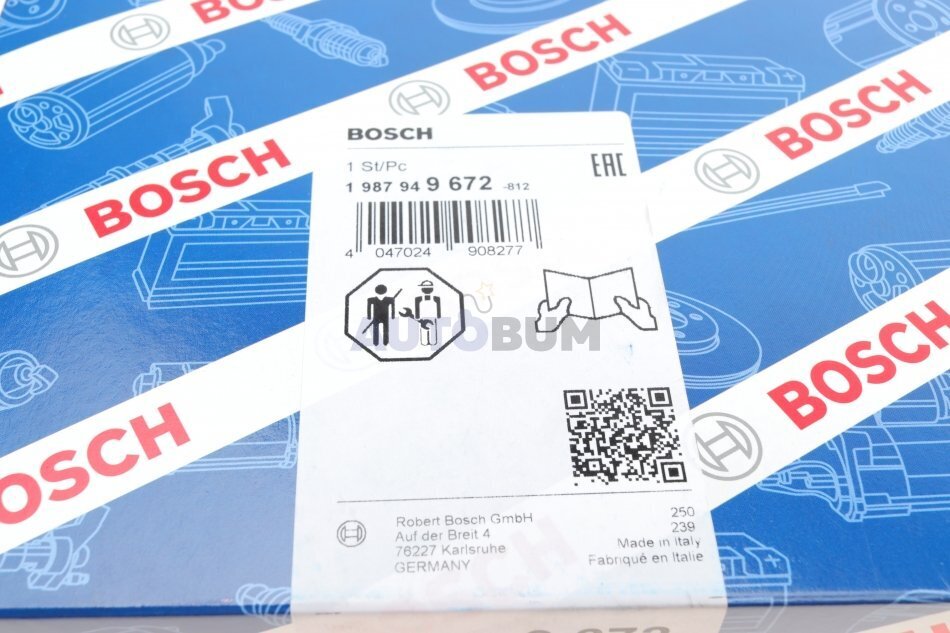 BOSCH
BOSCH
BOSCH
BOSCH
BOSCH
BOSCH
BOSCH
1 St/Pc
EAC
1 987 94 9 672 -812
4 047024 908277
AUTOBUM
Robert Bosch GmbH
Auf der Breit 4
76227 Karlsruhe
GERMANY
250
239
Made in Italy
Fabriqué en Italie